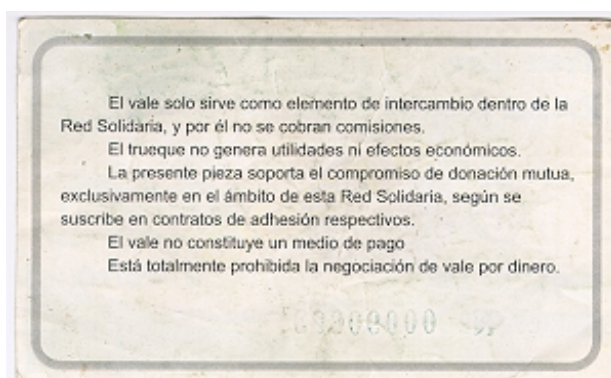 El vale solo sirve como elemento de intercambio dentro de la
Red Solidaria, y por él no se cobran comisiones.
El trueque no genera utilidades ni efectos económicos.
La presente pieza soporta el compromiso de donación mutua,
exclusivamente en el ámbito de esta Red Solidaria, según se
suscribe en contratos de adhesión respectivos.
El vale no constituye un medio de pago
Está totalmente prohibida la negociación de vale por dinero.